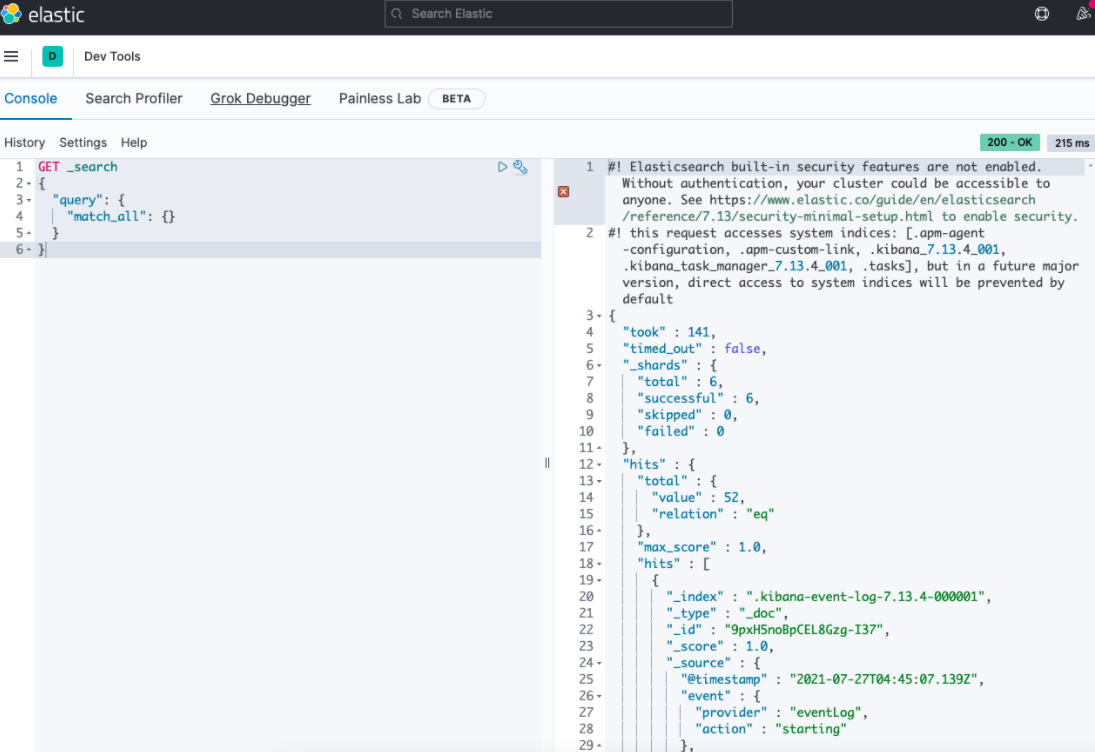 elastic
Search Elastic
D
Dev Tools
Console
Search Profiler
Grok Debugger
Painless Lab
BETA
History
Settings
Help
200 - OK
215 ms
1 GET _search
2 {
3 "query": {
4 "match_all": {}
5 }
6 }
1 #! Elasticsearch built-in security features are not enabled.
Without authentication, your cluster could be accessible to
anyone. See https://www.elastic.co/guide/en/elasticsearch
/reference/7.13/security-minimal-setup.html to enable security.
2 #! this request accesses system indices: [.apm-agent
-configuration, .apm-custom-link, .kibana_7.13.4_001,
.kibana_task_manager_7.13.4_001, .tasks], but in a future major
version, direct access to system indices will be prevented by
default
3 {
4 "took" : 141,
5 "timed_out" : false,
6 "_shards" : {
7 "total" : 6,
8 "successful" : 6,
9 "skipped" : 0,
10 "failed" : 0
11 },
12 "hits" : {
13 "total" : {
14 "value" : 52,
15 "relation" : "eq"
16 },
17 "max_score" : 1.0,
18 "hits" : [
19 {
20 "_index" : ".kibana-event-log-7.13.4-000001",
21 "_type" : "_doc",
22 "_id" : "9pxH5noBpCEL8Gzg-I37",
23 "_score" : 1.0,
24 "_source" : {
25 "@timestamp" : "2021-07-27T04:45:07.139Z",
26 "event" : {
27 "provider" : "eventLog",
28 "action" : "starting"
29 },